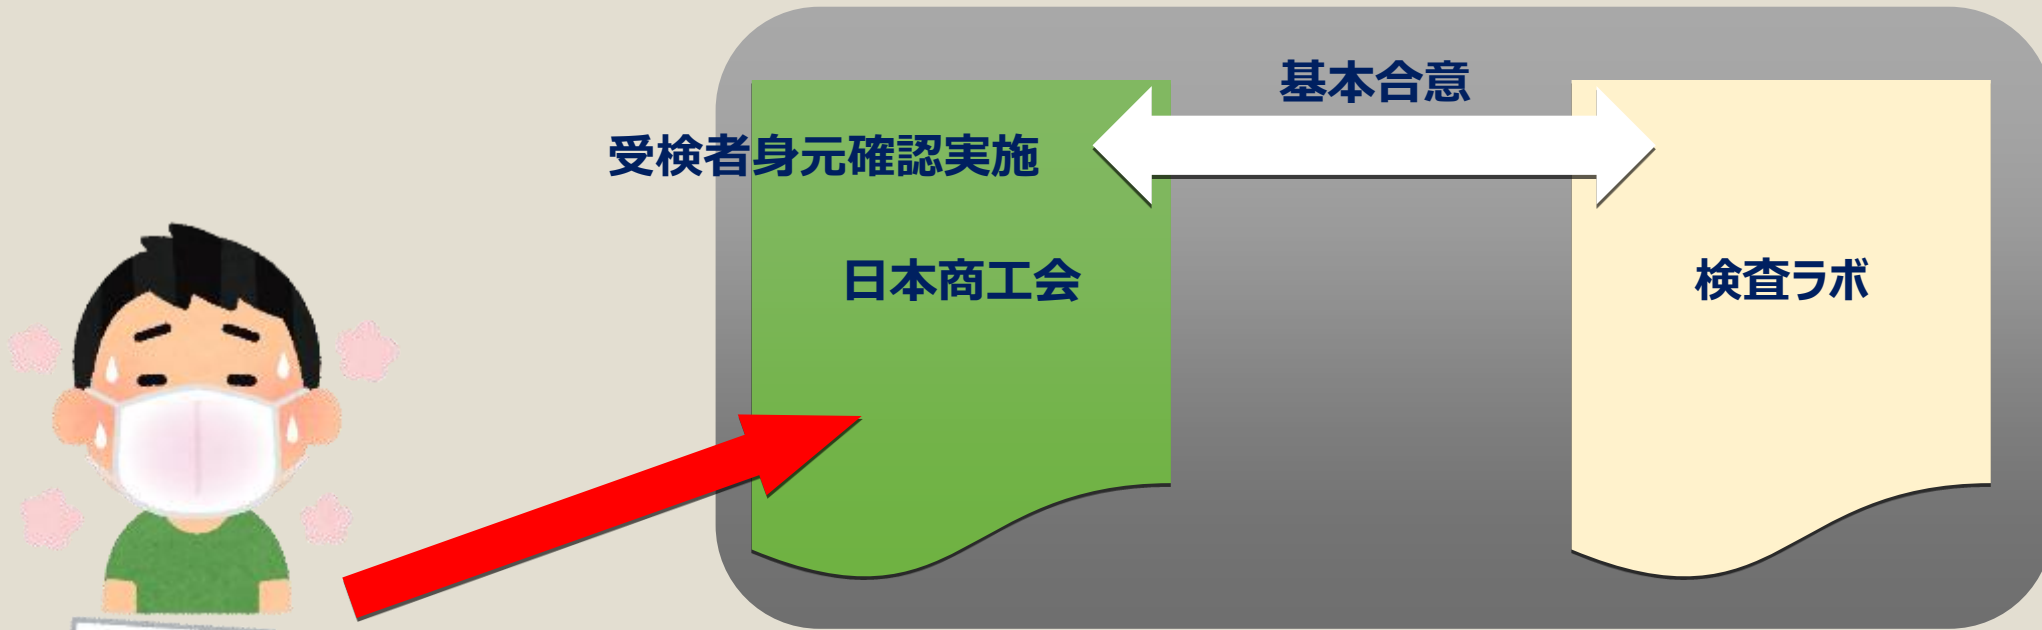 基本合意
受検者身元確認実施
日本商工会
検査ラボ